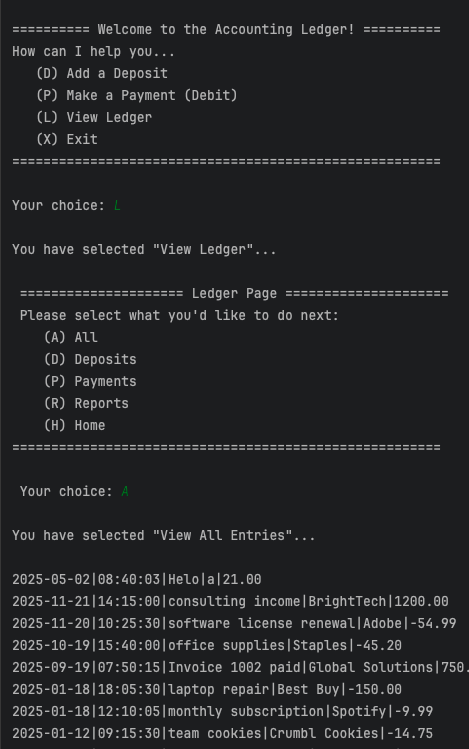 ========== Welcome to the Accounting Ledger! ==========
How can I help you...
(D) Add a Deposit
(P) Make a Payment (Debit)
(L) View Ledger
(X) Exit
=======================================================
Your choice: L
You have selected "View Ledger"...
===================== Ledger Page =====================
Please select what you'd like to do next:
(A) All
(D) Deposits
(P) Payments
(R) Reports
(H) Home
=======================================================
Your choice: A
You have selected "View All Entries"...
2025-05-02|08:40:03|Helo|a|21.00
2025-11-21|14:15:00|consulting income|BrightTech|1200.00
2025-11-20|10:25:30|software license renewal|Adobe|-54.99
2025-10-19|15:40:00|office supplies|Staples|-45.20
2025-09-19|07:50:15|Invoice 1002 paid|Global Solutions|750.
2025-01-18|18:05:30|laptop repair|Best Buy|-150.00
2025-01-18|12:10:05|monthly subscription|Spotify|-9.99
2025-01-12|09:15:30|team cookies|Crumbl Cookies|-14.75